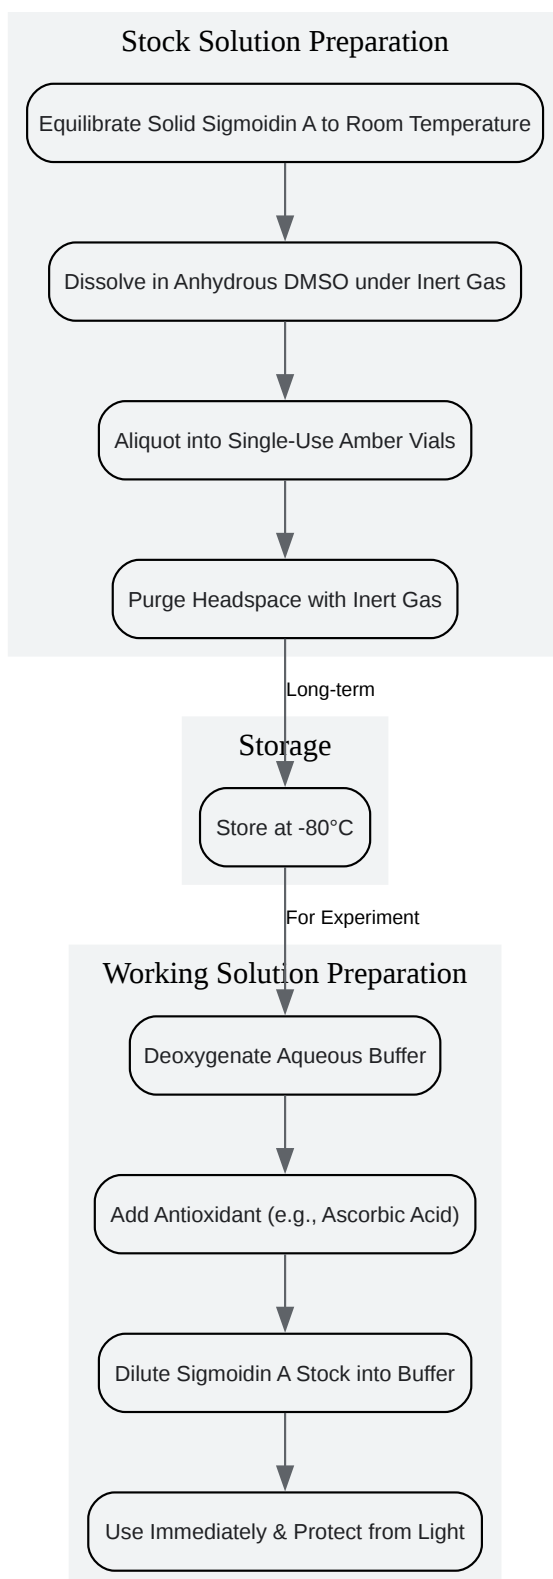 Stock Solution Preparation
Equilibrate Solid Sigmoidin A to Room Temperature
Dissolve in Anhydrous DMSO under Inert Gas
Aliquot into Single-Use Amber Vials
Purge Headspace with Inert Gas
Long-term
Storage
Store at -80°C
For Experiment
Working Solution Preparation
Deoxygenate Aqueous Buffer
Add Antioxidant (e.g., Ascorbic Acid)
Dilute Sigmoidin A Stock into Buffer
Use Immediately & Protect from Light